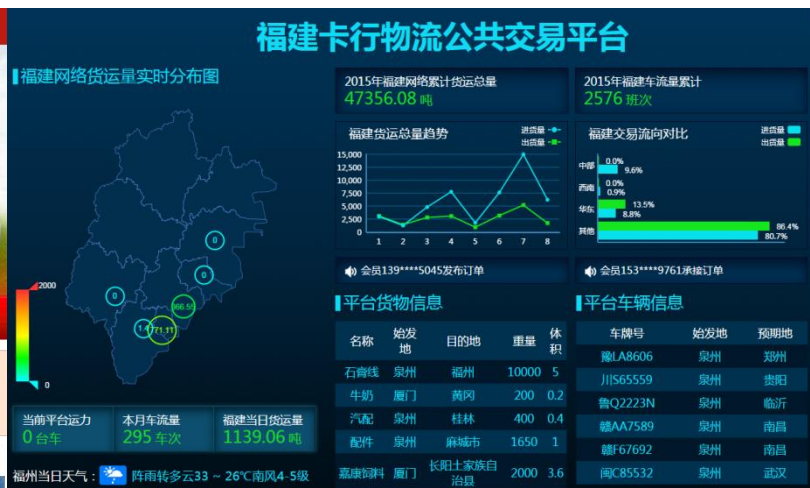 福建卡行物流公共交易平台
福建网络货运量实时分布图
0
0
0
366.55
1.4
771.11
2000
0
当前平台运力
0 台车
本月车流量
295 车次
福建当日货运量
1139.06 吨
福州当日天气： 阵雨转多云33 ~ 26℃南风4-5级
2015年福建网络累计货运总量
47356.08 吨
2015年福建车流量累计
2576 班次
福建货运总量趋势
进货量
出货量
15,000
12,500
10,000
7,500
5,000
2,500
0
1 2 3 4 5 6 7 8
福建交易流向对比
进货量
出货量
中部 0.0%
9.6%
西南 0.0%
0.9%
华东 13.5%
8.8%
其他 86.4%
80.7%
会员139****5045发布订单
会员153****9761承接订单
平台货物信息
名称 始发地 目的地 重量 体积
石膏线 泉州 福州 10000 5
牛奶 厦门 黄冈 200 0.2
汽配 泉州 桂林 400 0.4
配件 泉州 麻城市 1650 1
嘉康饲料 厦门 长阳土家族自治县 2000 3.6
平台车辆信息
车牌号 始发地 预期地
豫LA8606 泉州 郑州
川S65559 泉州 贵阳
鲁Q2223N 泉州 临沂
赣AA7589 泉州 南昌
赣F67692 泉州 南昌
闽C85532 泉州 武汉